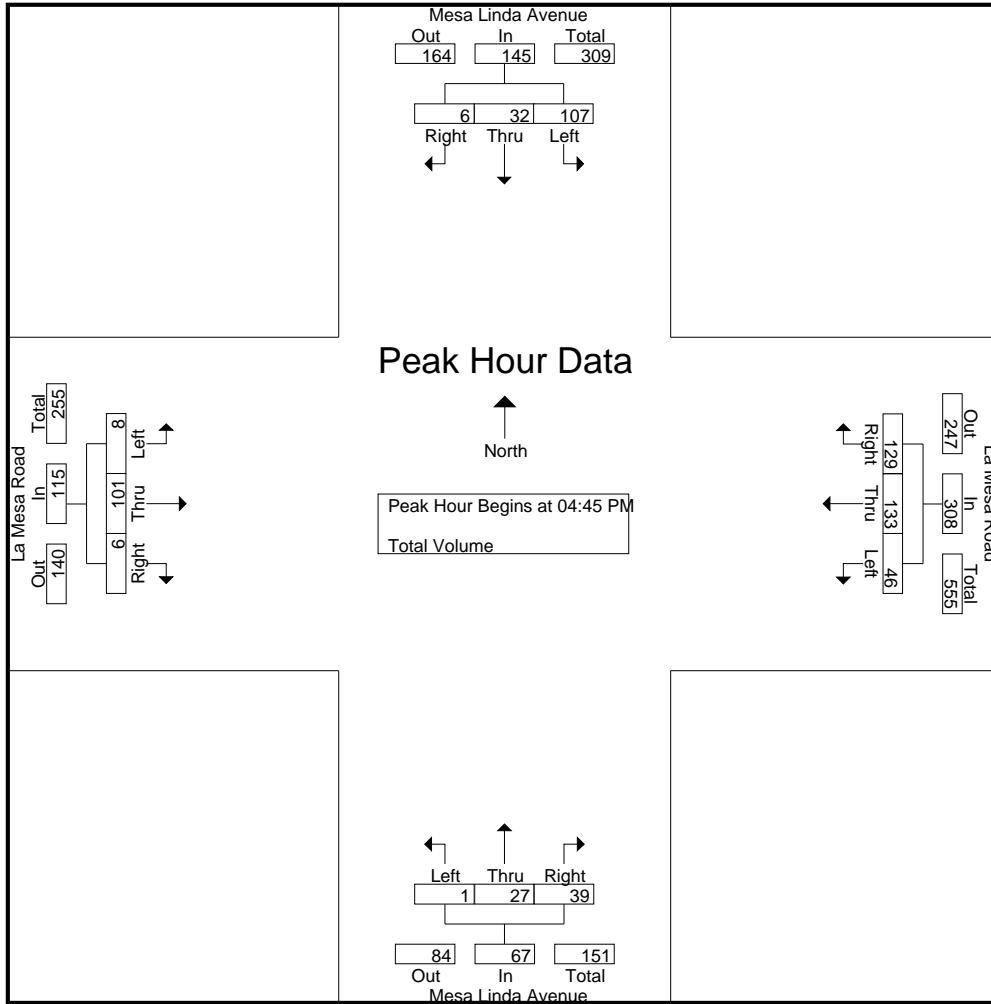 Mesa Linda Avenue
Out In Total
164 145 309
6 32 107
Right Thru Left
Peak Hour Data
North
Peak Hour Begins at 04:45 PM
Total Volume
La Mesa Road
Total In Out
255 115 140
8 101 6
Left Thru Right
La Mesa Road
Out In Total
247 308 555
129 133 46
Right Thru Left
Left Thru Right
1 27 39
84 67 151
Out In Total
Mesa Linda Avenue